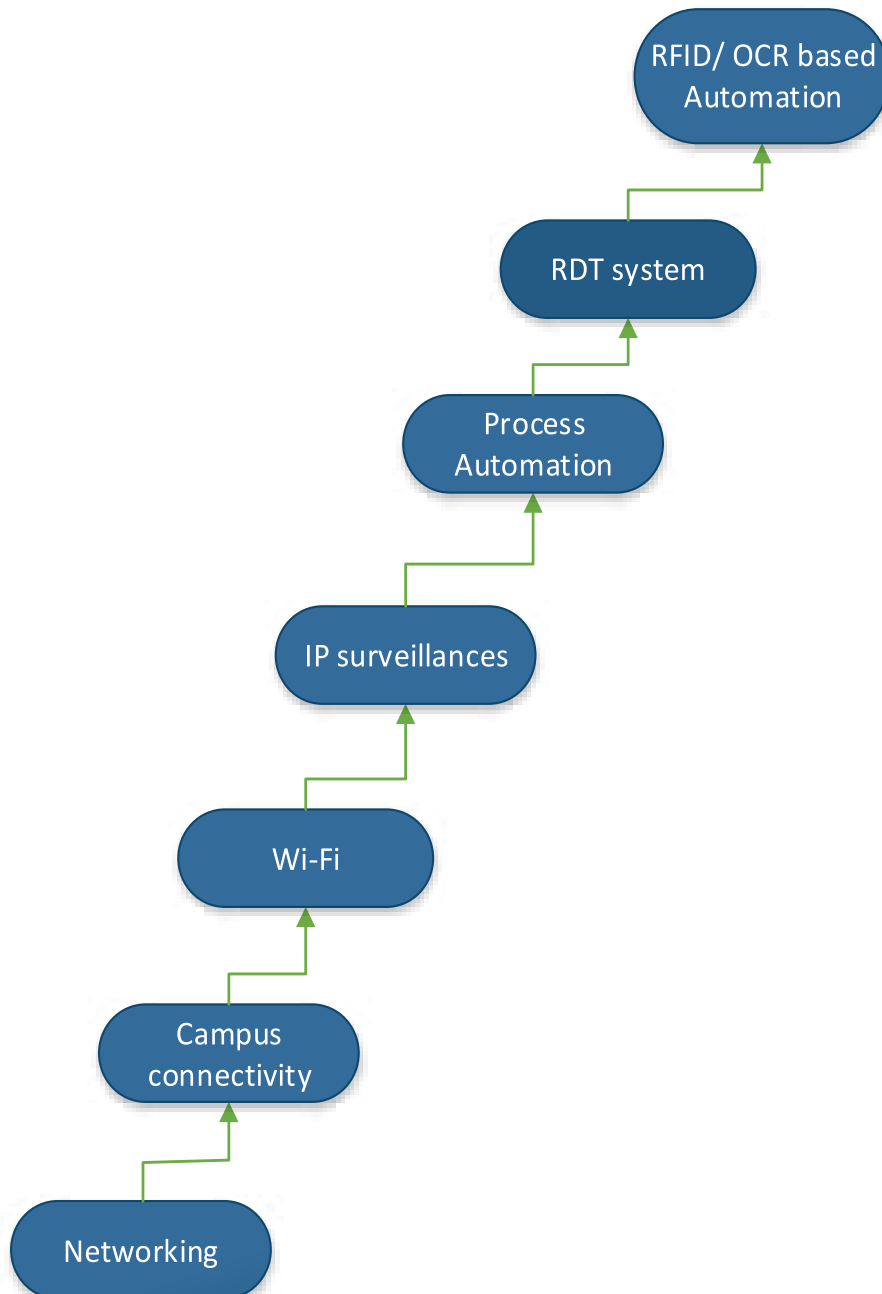 RFID/ OCR based
Automation
RDT system
Process
Automation
IP surveillances
Wi-Fi
Campus
connectivity
Networking